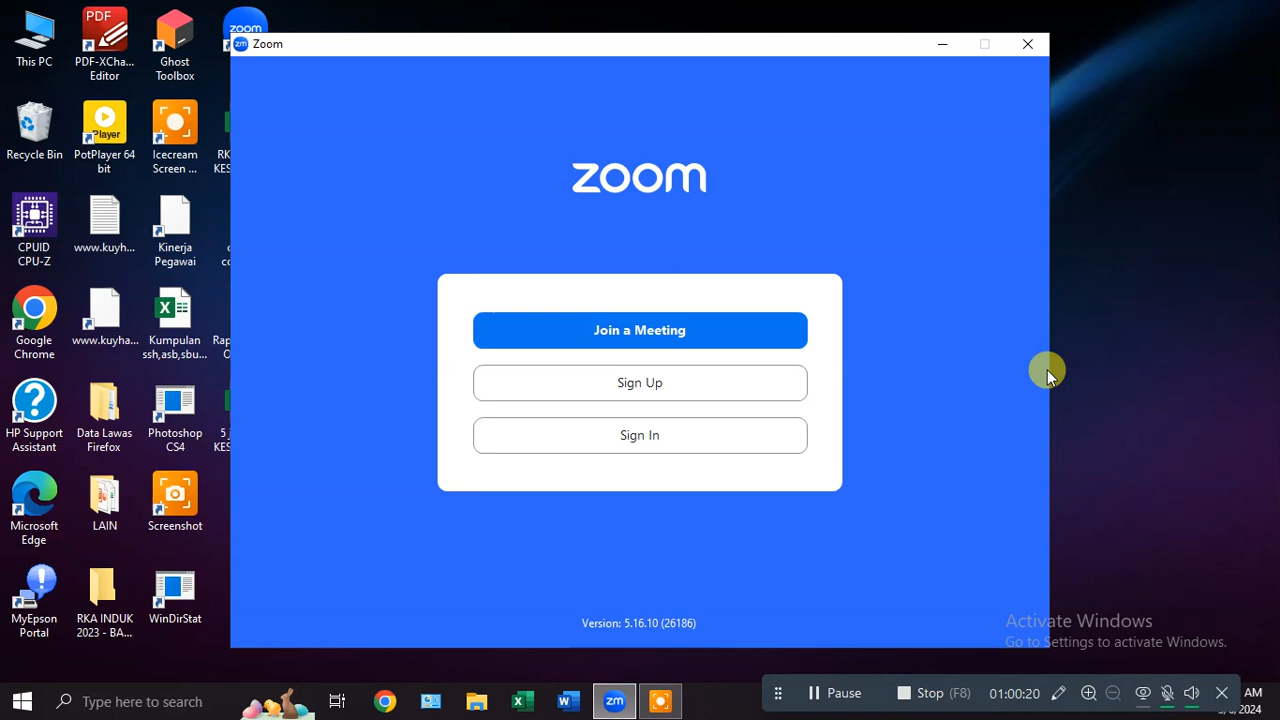 This PC
PDF
PDF-XCha...
Editor
Ghost
Toolbox
zoom
zm Zoom
Recycle Bin
Player
PotPlayer 64
bit
Icecream
Screen ...
CPUID
CPU-Z
www.kuyh...
Kinerja
Pegawai
Google
Chrome
www.kuyha...
Kumpulan
ssh,asb,sbu...
HP Support
Assistant
Data Lawas
Firefox
Photoshop
CS4
Microsoft
Edge
LAIN
Screenshot
MyEpson
Portal
RKA INDUK
2023 - BA...
WinDirStat
zoom
Join a Meeting
Sign Up
Sign In
Version: 5.16.10 (26186)
Activate Windows
Go to Settings to activate Windows.
Type here to search
zm
Pause
Stop (F8)
01:00:20
AM